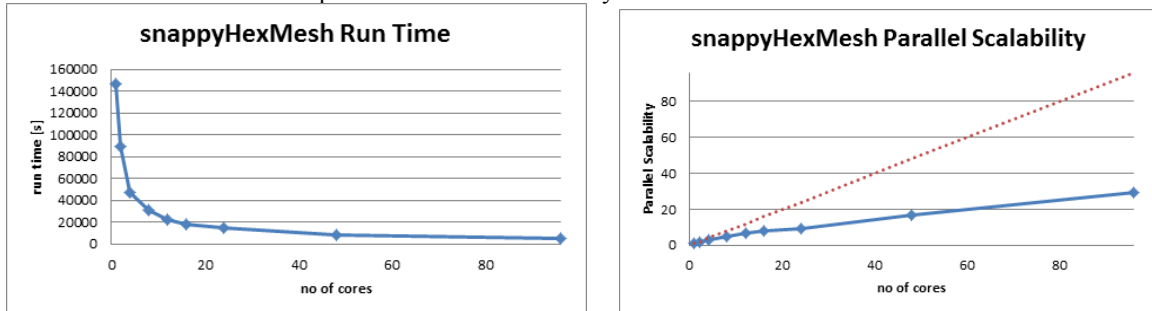 snappyHexMesh Run Time
run time [s]
160000
140000
120000
100000
80000
60000
40000
20000
0
0 20 40 60 80
no of cores
snappyHexMesh Parallel Scalability
Parallel Scalability
80
60
40
20
0
0 20 40 60 80
no of cores